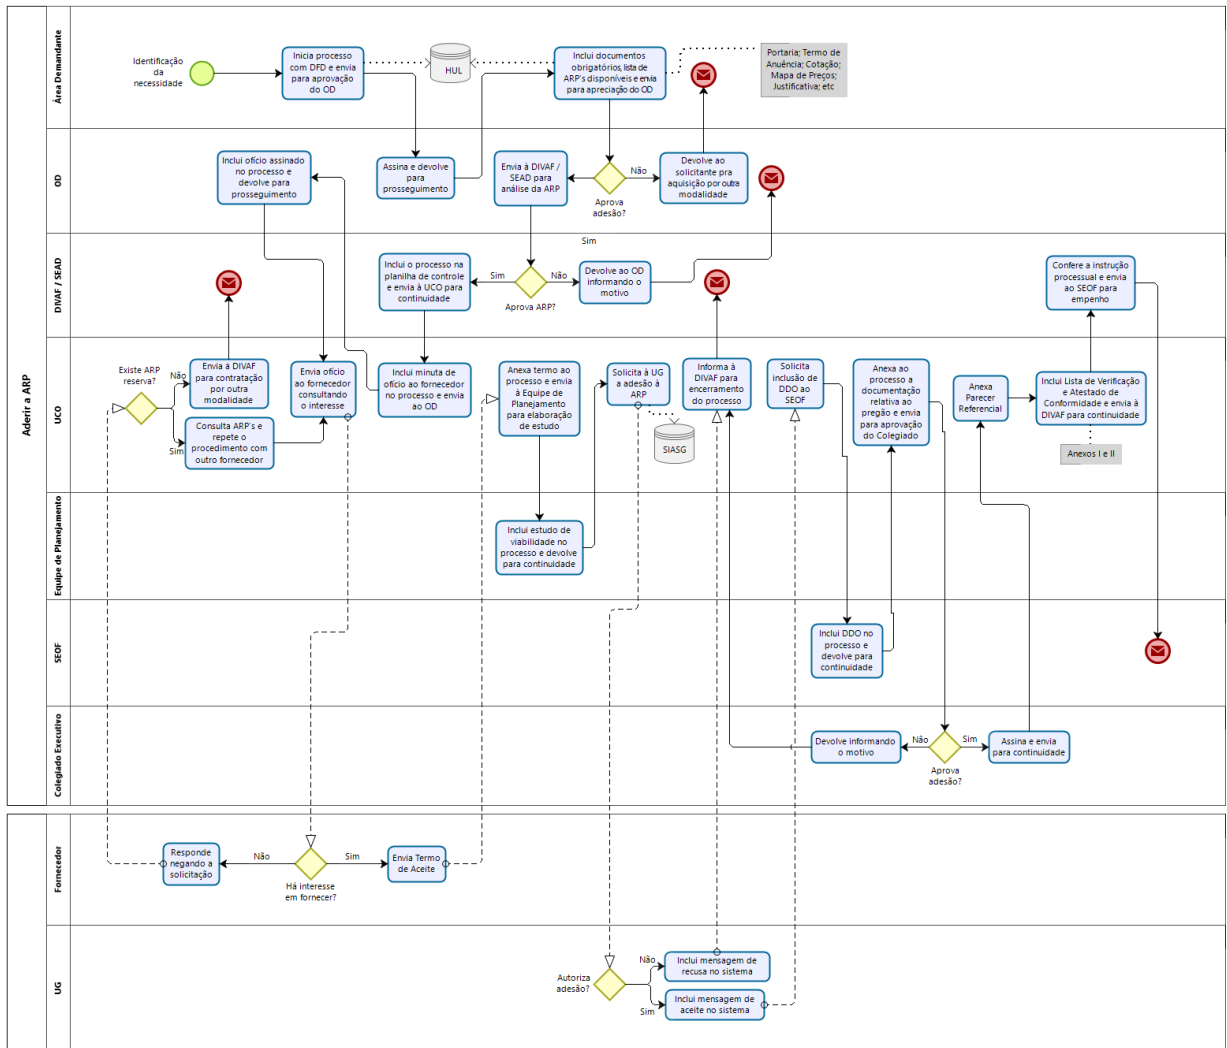 Aderir a ARP
Área Demandante
Identificação
da
necessidade
Inicia processo
com DFD e envia
para aprovação
do OD
HUL
Inclui documentos
obrigatórios, lista de
ARP's disponíveis e envia
para apreciação do OD
Portaria; Termo de
Anuência; Cotação;
Mapa de Preços;
Justificativa; etc
OD
Inclui ofício assinado
no processo e
devolve para
prosseguimento
Assina e devolve
para
prosseguimento
Envia à DIVAF /
SEAD para
análise da ARP
Aprova
adesão?
Não
Devolve ao
solicitante pra
aquisição por outra
modalidade
Sim
DIVAF / SEAD
Inclui o processo na
planilha de controle
e envia à UCO para
continuidade
Sim
Aprova ARP?
Não
Devolve ao OD
informando o
motivo
Confere a instrução
processual e envia
ao SEOF para
empenho
UCO
Existe ARP
reserva?
Não
Envia à DIVAF
para contratação
por outra
modalidade
Sim
Consulta ARP's e
repete o
procedimento com
outro fornecedor
Envia ofício
ao fornecedor
consultando
o interesse
Inclui minuta de
ofício ao fornecedor
no processo e
envia ao OD
Anexa termo ao
processo e envia
à Equipe de
Planejamento
para elaboração
de estudo
Solicita à UG
a adesão à
ARP
SIASG
Informa à
DIVAF para
encerramento
do processo
Solicita
inclusão de
DDO ao
SEOF
Anexa ao
processo a
documentação
relativa ao
pregão e envia
para aprovação
do Colegiado
Anexa
Parecer
Referencial
Inclui Lista de
Verificação e
Atestado de
Conformidade e envia à
DIVAF para continuidade
Anexos I e II
Equipe de Planejamento
Inclui estudo de
viabilidade no
processo e devolve
para continuidade
SEOF
Inclui DDO no
processo e
devolve para
continuidade
Colegiado Executivo
Devolve informando
o motivo
Não
Aprova
adesão?
Sim
Assina e envia
para continuidade
Fornecedor
Responde
negando a
solicitação
Não
Há interesse
em fornecer?
Sim
Envia Termo
de Aceite
UG
Autoriza
adesão?
Não
Inclui mensagem de
recusa no sistema
Sim
Inclui mensagem de
aceite no sistema